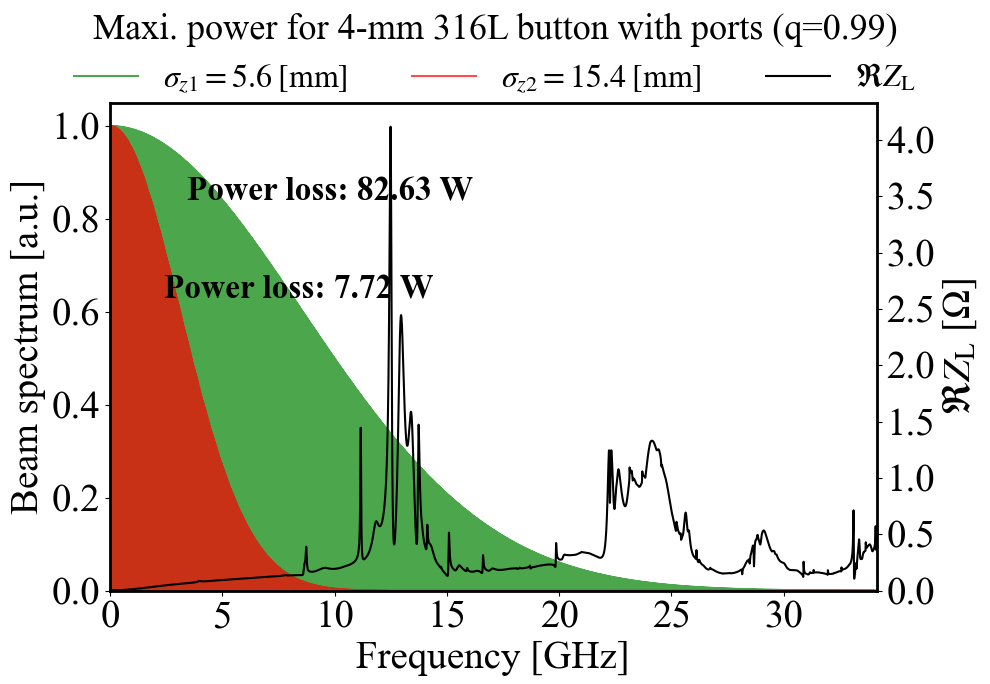 Maxi. power for 4-mm 316L button with ports (q=0.99)
σz1 = 5.6 [mm] σz2 = 15.4 [mm] ℜZL
Beam spectrum [a.u.]
1.0
0.8
0.6
0.4
0.2
0.0
Power loss: 82.63 W
Power loss: 7.72 W
4.0
3.5
3.0
2.5
2.0
1.5
1.0
0.5
0.0
ℜZL [Ω]
0 5 10 15 20 25 30
Frequency [GHz]